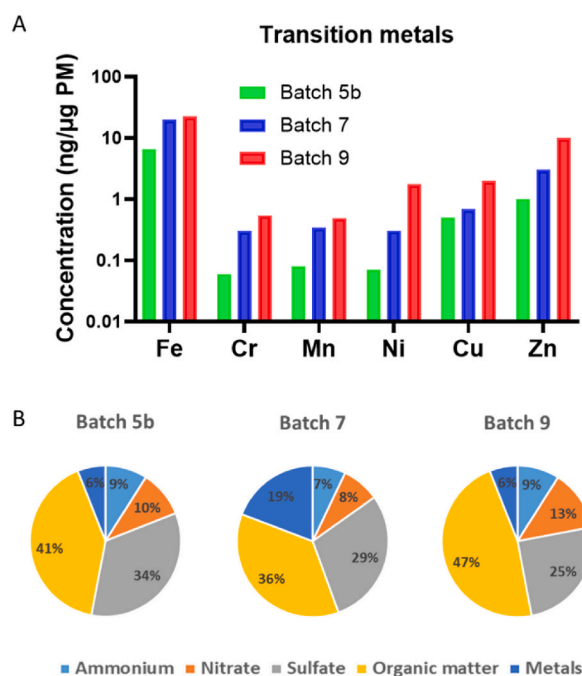 A
Transition metals
Concentration (ng/µg PM)
100
10
1
0.1
0.01
Batch 5b
Batch 7
Batch 9
Fe Cr Mn Ni Cu Zn
B
Batch 5b Batch 7 Batch 9
6% 9% 10% 34% 41%
19% 7% 8% 29% 36%
6% 9% 13% 25% 47%
Ammonium Nitrate Sulfate Organic matter Metals